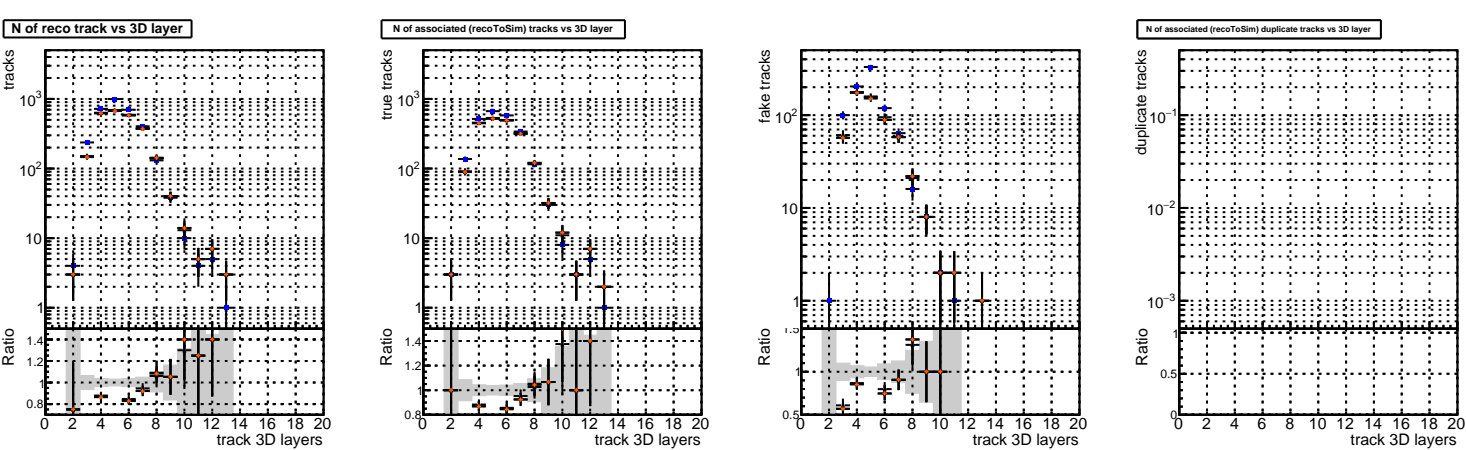 N of reco track vs 3D layer
tracks
10³
10²
10
1
Ratio
1.4
1.2
1
0.8
0 2 4 6 8 10 12 14 16 18 20
track 3D layers
N of associated (recoToSim) tracks vs 3D layer
true tracks
10³
10²
10
1
Ratio
1.4
1.2
1
0.8
0 2 4 6 8 10 12 14 16 18 20
track 3D layers
fake tracks
10²
10
1
Ratio
1.5
1
0.5
0 2 4 6 8 10 12 14 16 18 20
track 3D layers
N of associated (recoToSim) duplicate tracks vs 3D layer
duplicate tracks
10⁻¹
10⁻²
10⁻³
Ratio
1
0.5
0
0 2 4 6 8 10 12 14 16 18 20
track 3D layers